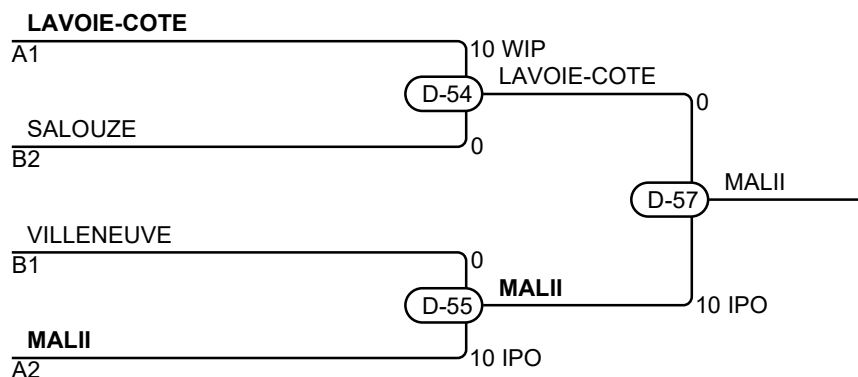 LAVOIE-COTE
A1
10 WIP
D-54
LAVOIE-COTE
0
SALOUZE
B2
0
D-57
MALII
VILLENEUVE
B1
0
D-55
MALII
10 IPO
MALII
A2
10 IPO